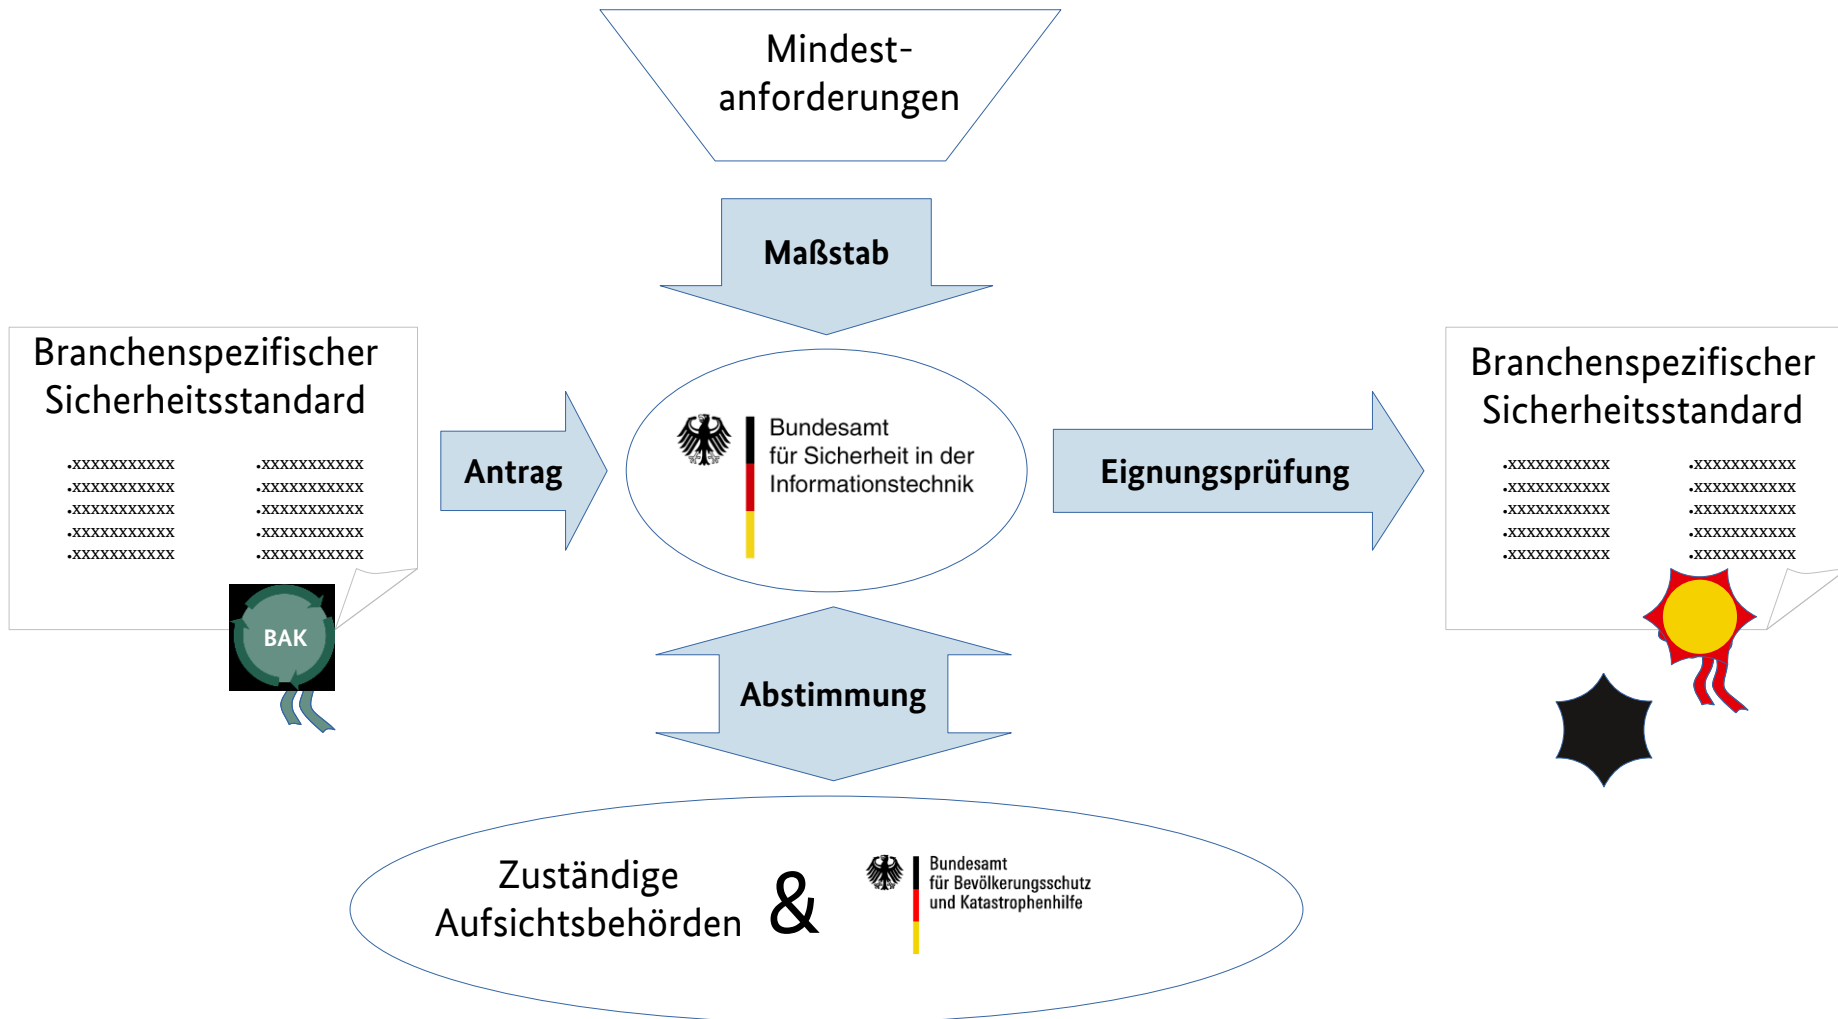 Mindest-
anforderungen
Maßstab
Branchenspezifischer
Sicherheitsstandard
•xxxxxxxxxxx
•xxxxxxxxxxx
•xxxxxxxxxxx
•xxxxxxxxxxx
•xxxxxxxxxxx
•xxxxxxxxxxx
•xxxxxxxxxxx
•xxxxxxxxxxx
•xxxxxxxxxxx
•xxxxxxxxxxx
BAK
Antrag
Bundesamt
für Sicherheit in der
Informationstechnik
Eignungsprüfung
Branchenspezifischer
Sicherheitsstandard
•xxxxxxxxxxx
•xxxxxxxxxxx
•xxxxxxxxxxx
•xxxxxxxxxxx
•xxxxxxxxxxx
•xxxxxxxxxxx
•xxxxxxxxxxx
•xxxxxxxxxxx
•xxxxxxxxxxx
•xxxxxxxxxxx
Abstimmung
Zuständige
Aufsichtsbehörden
&
Bundesamt
für Bevölkerungsschutz
und Katastrophenhilfe